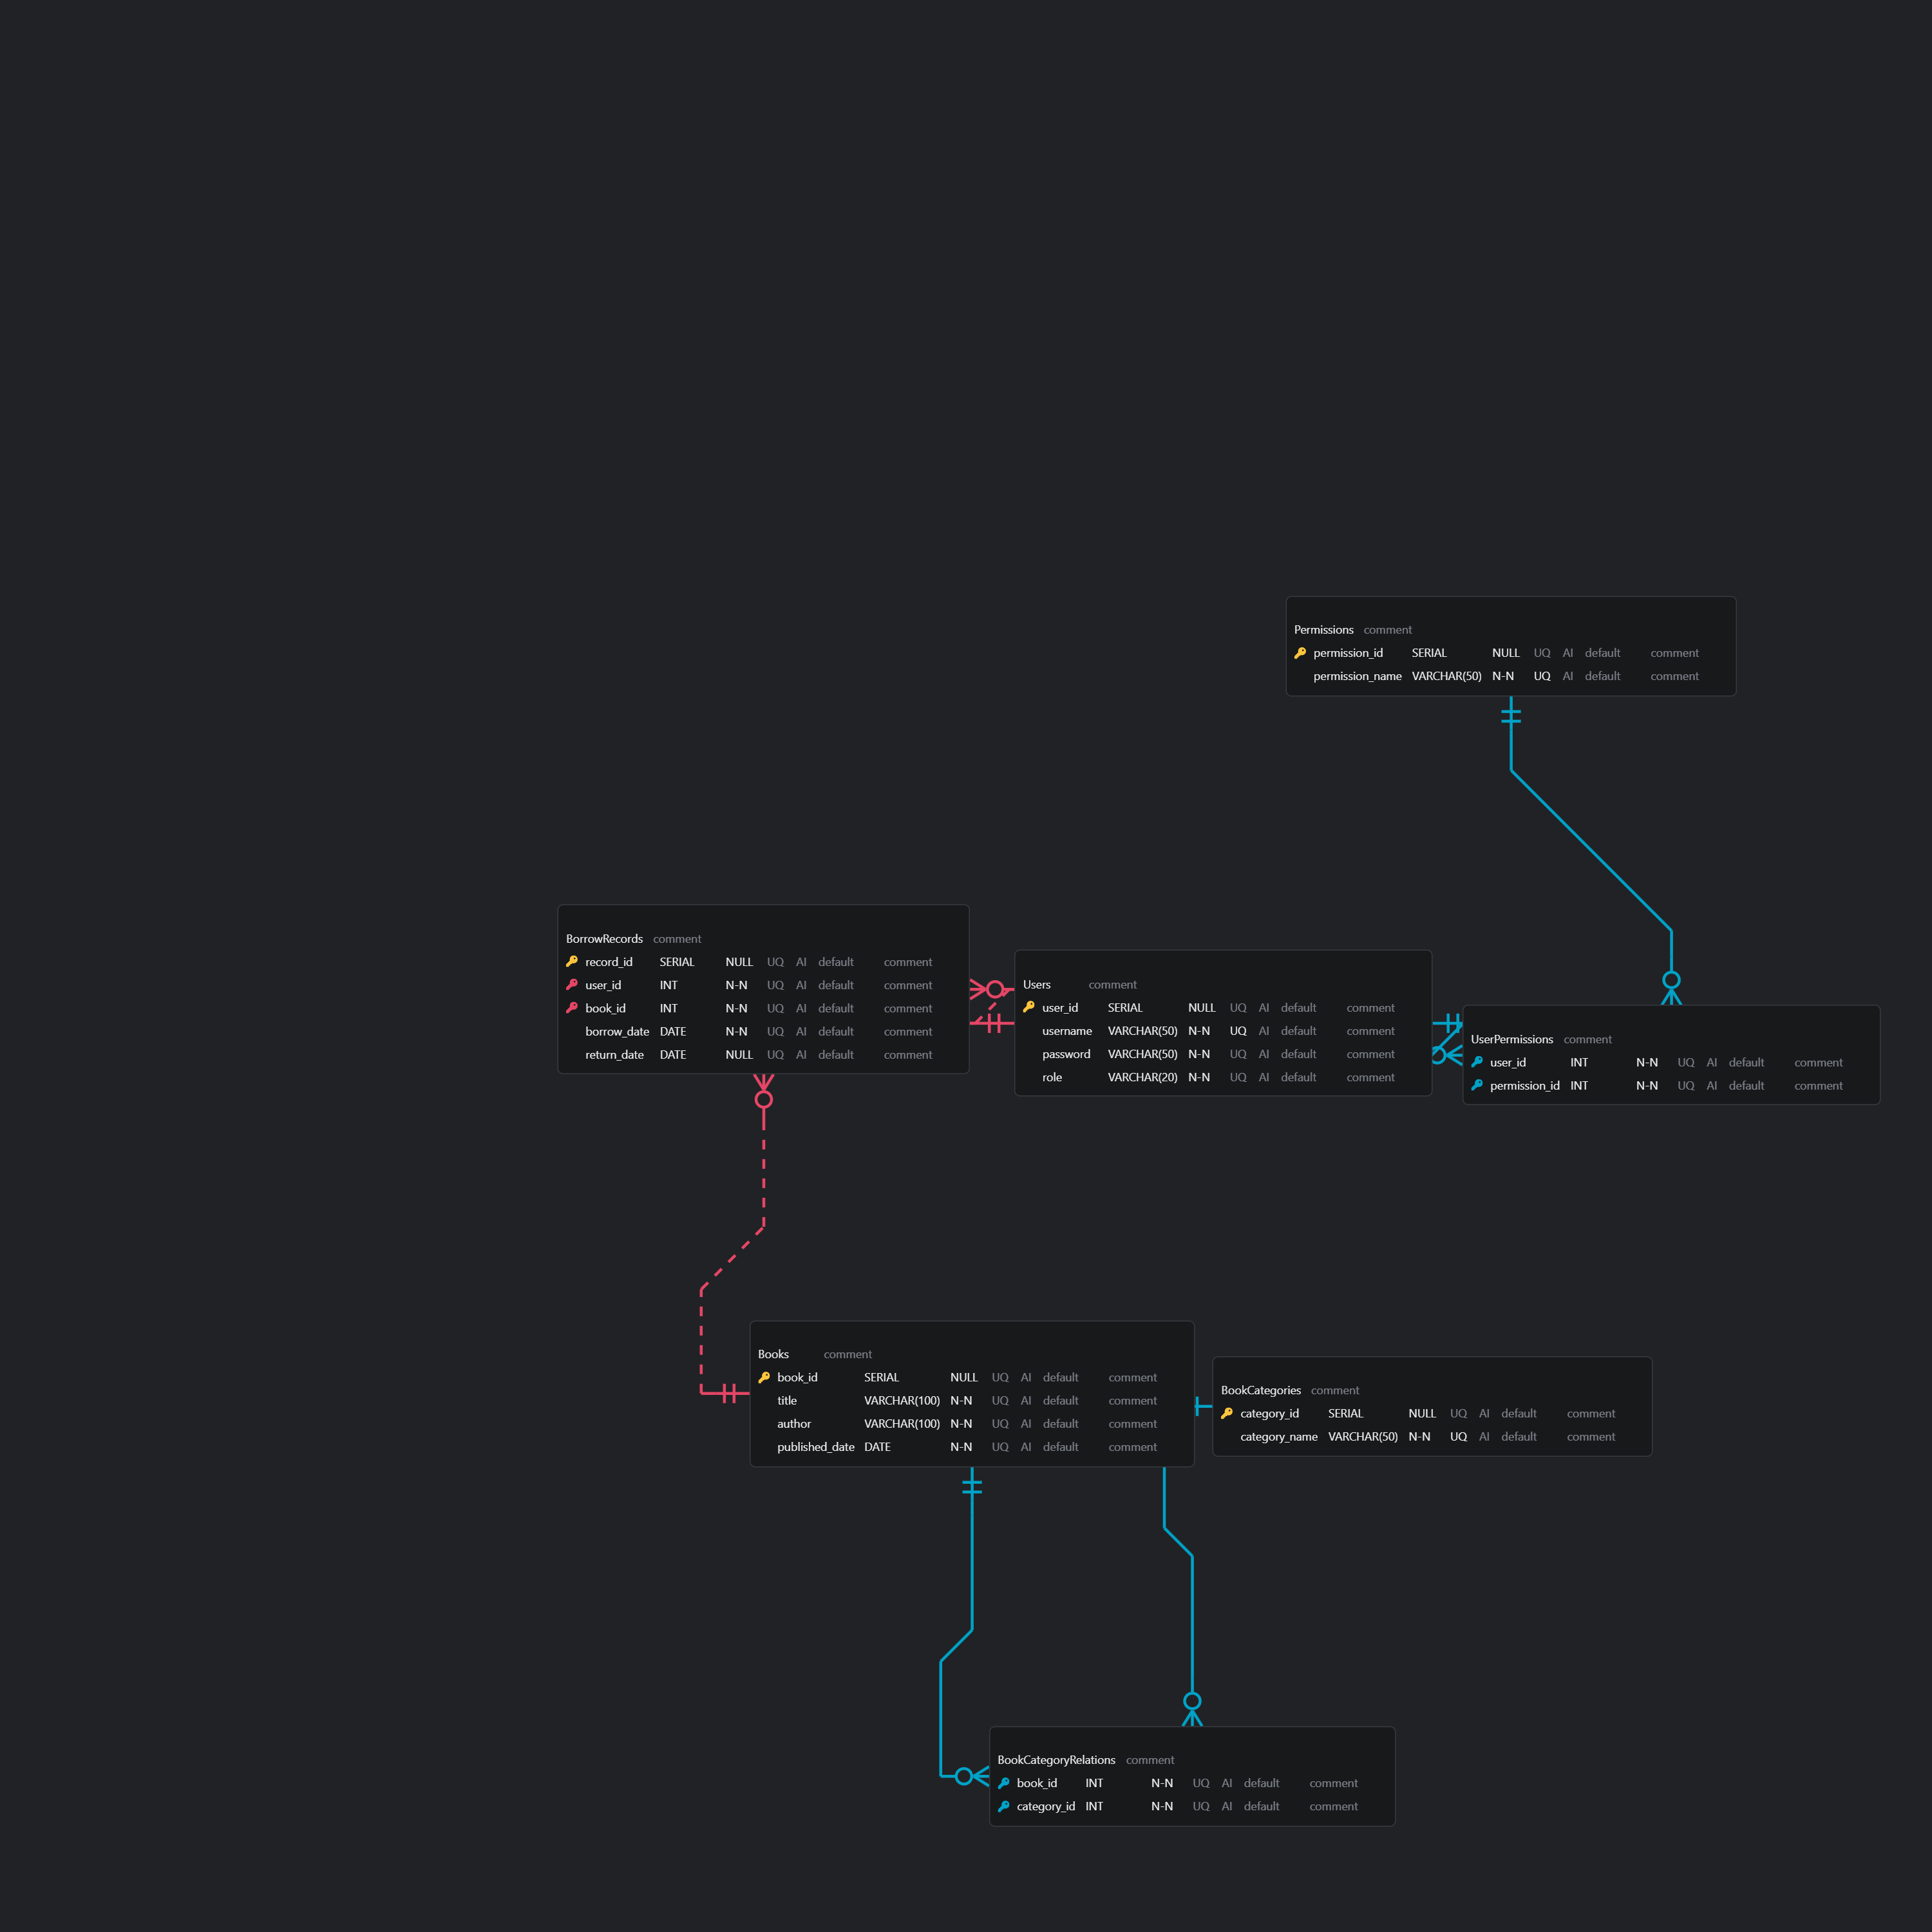 Permissions comment
permission_id SERIAL NULL UQ AI default comment
permission_name VARCHAR(50) N-N UQ AI default comment
BorrowRecords comment
record_id SERIAL NULL UQ AI default comment
user_id INT N-N UQ AI default comment
book_id INT N-N UQ AI default comment
borrow_date DATE N-N UQ AI default comment
return_date DATE NULL UQ AI default comment
Users comment
user_id SERIAL NULL UQ AI default comment
username VARCHAR(50) N-N UQ AI default comment
password VARCHAR(50) N-N UQ AI default comment
role VARCHAR(20) N-N UQ AI default comment
UserPermissions comment
user_id INT N-N UQ AI default comment
permission_id INT N-N UQ AI default comment
Books comment
book_id SERIAL NULL UQ AI default comment
title VARCHAR(100) N-N UQ AI default comment
author VARCHAR(100) N-N UQ AI default comment
published_date DATE N-N UQ AI default comment
BookCategories comment
category_id SERIAL NULL UQ AI default comment
category_name VARCHAR(50) N-N UQ AI default comment
BookCategoryRelations comment
book_id INT N-N UQ AI default comment
category_id INT N-N UQ AI default comment